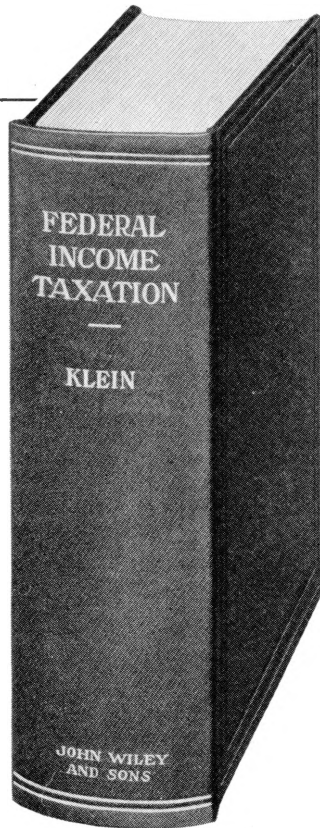 FEDERAL
INCOME
TAXATION
KLEIN
JOHN WILEY
AND SONS